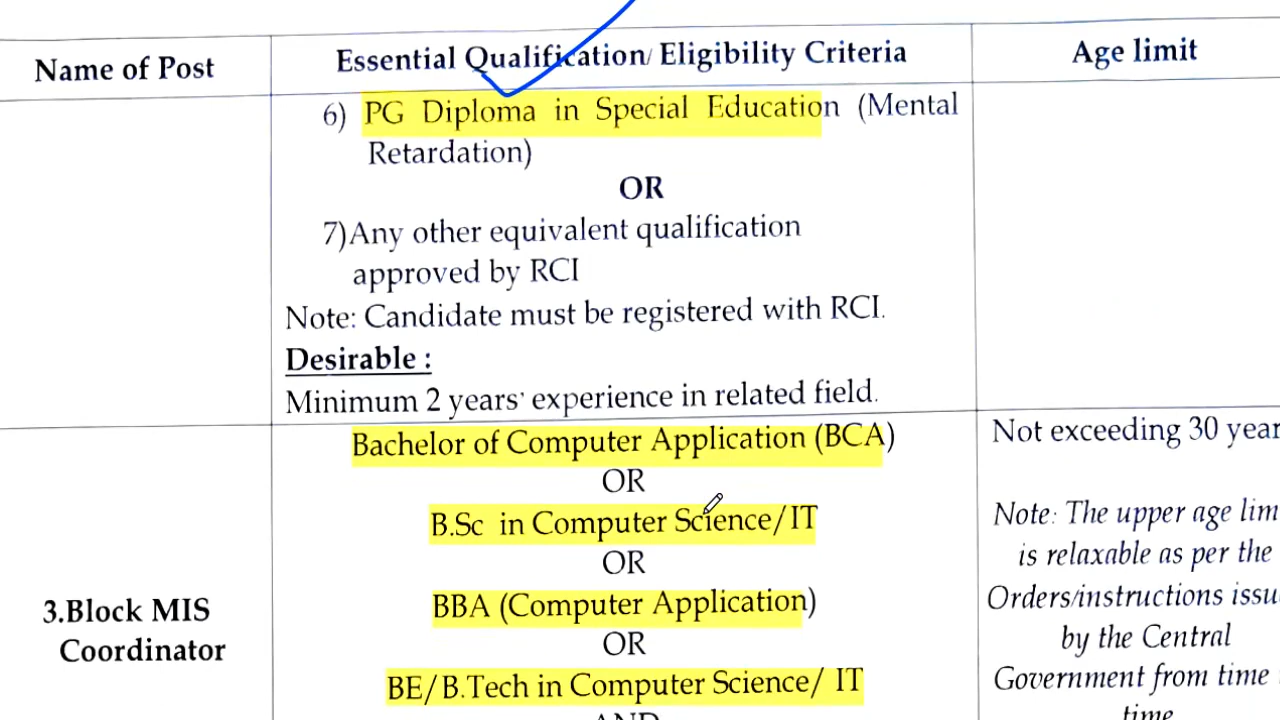 Name of Post
Essential Qualification/ Eligibility Criteria
Age limit
6) PG Diploma in Special Education (Mental
Retardation)
OR
7)Any other equivalent qualification
approved by RCI
Note: Candidate must be registered with RCI.
Desirable :
Minimum 2 years' experience in related field.
3.Block MIS
Coordinator
Bachelor of Computer Application (BCA)
OR
B.Sc in Computer Science/IT
OR
BBA (Computer Application)
OR
BE/B.Tech in Computer Science/ IT
AND
Not exceeding 30 year
Note: The upper age lim
is relaxable as per the
Orders/instructions issu
by the Central
Government from time
time